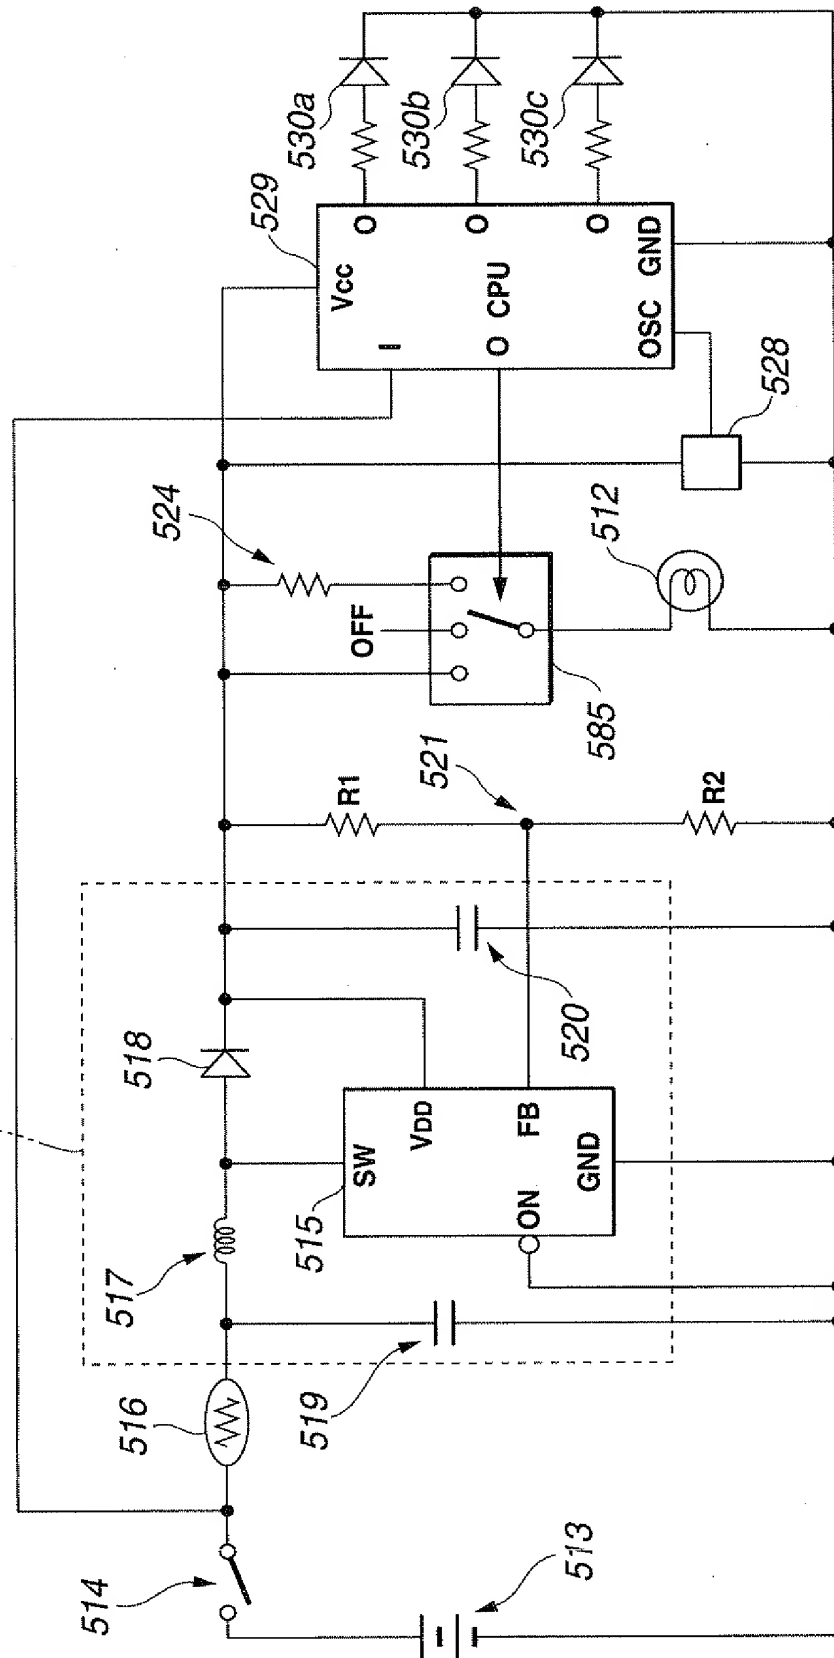 514
513
516
517
518
519
515
SW
VDD
ON
FB
GND
520
521
R1
R2
OFF
524
585
512
528
529
Vcc
I
O CPU
OSC GND
O
O
O
530a
530b
530c